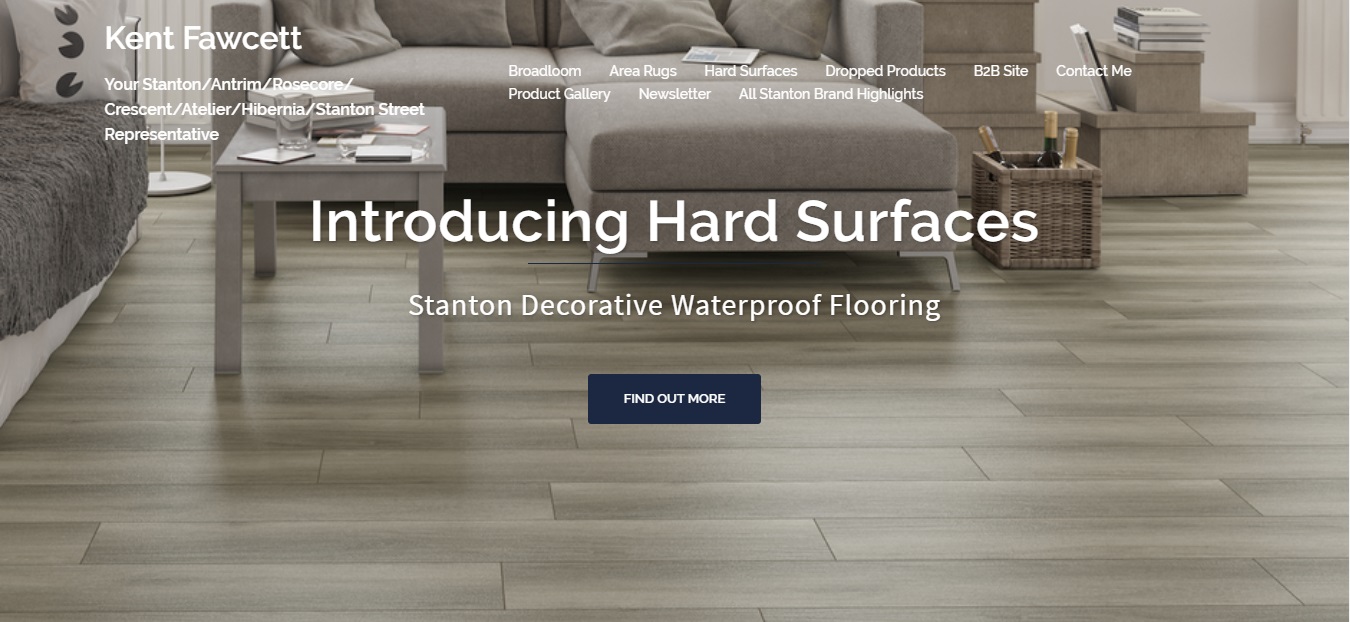 Kent Fawcett
Your Stanton/Antrim/Rosecore/
Crescent/Atelier/Hibernia/Stanton Street
Representative
Broadloom Area Rugs Hard Surfaces Dropped Products B2B Site Contact Me
Product Gallery Newsletter All Stanton Brand Highlights
Introducing Hard Surfaces
Stanton Decorative Waterproof Flooring
FIND OUT MORE